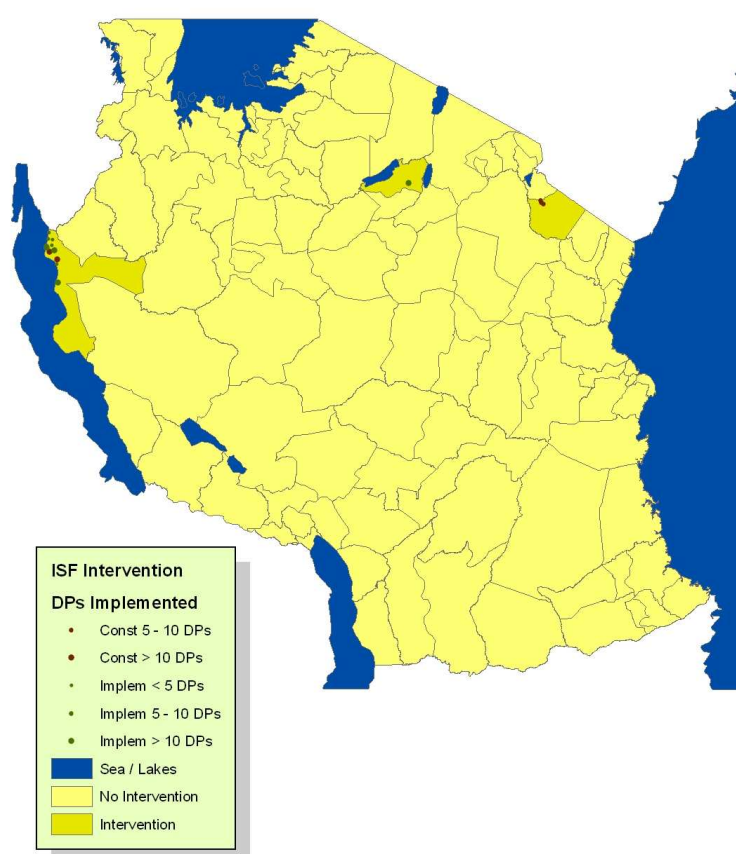 ISF Intervention
DPs Implemented
Const 5 - 10 DPs
Const > 10 DPs
Implem < 5 DPs
Implem 5 - 10 DPs
Implem > 10 DPs
Sea / Lakes
No Intervention
Intervention